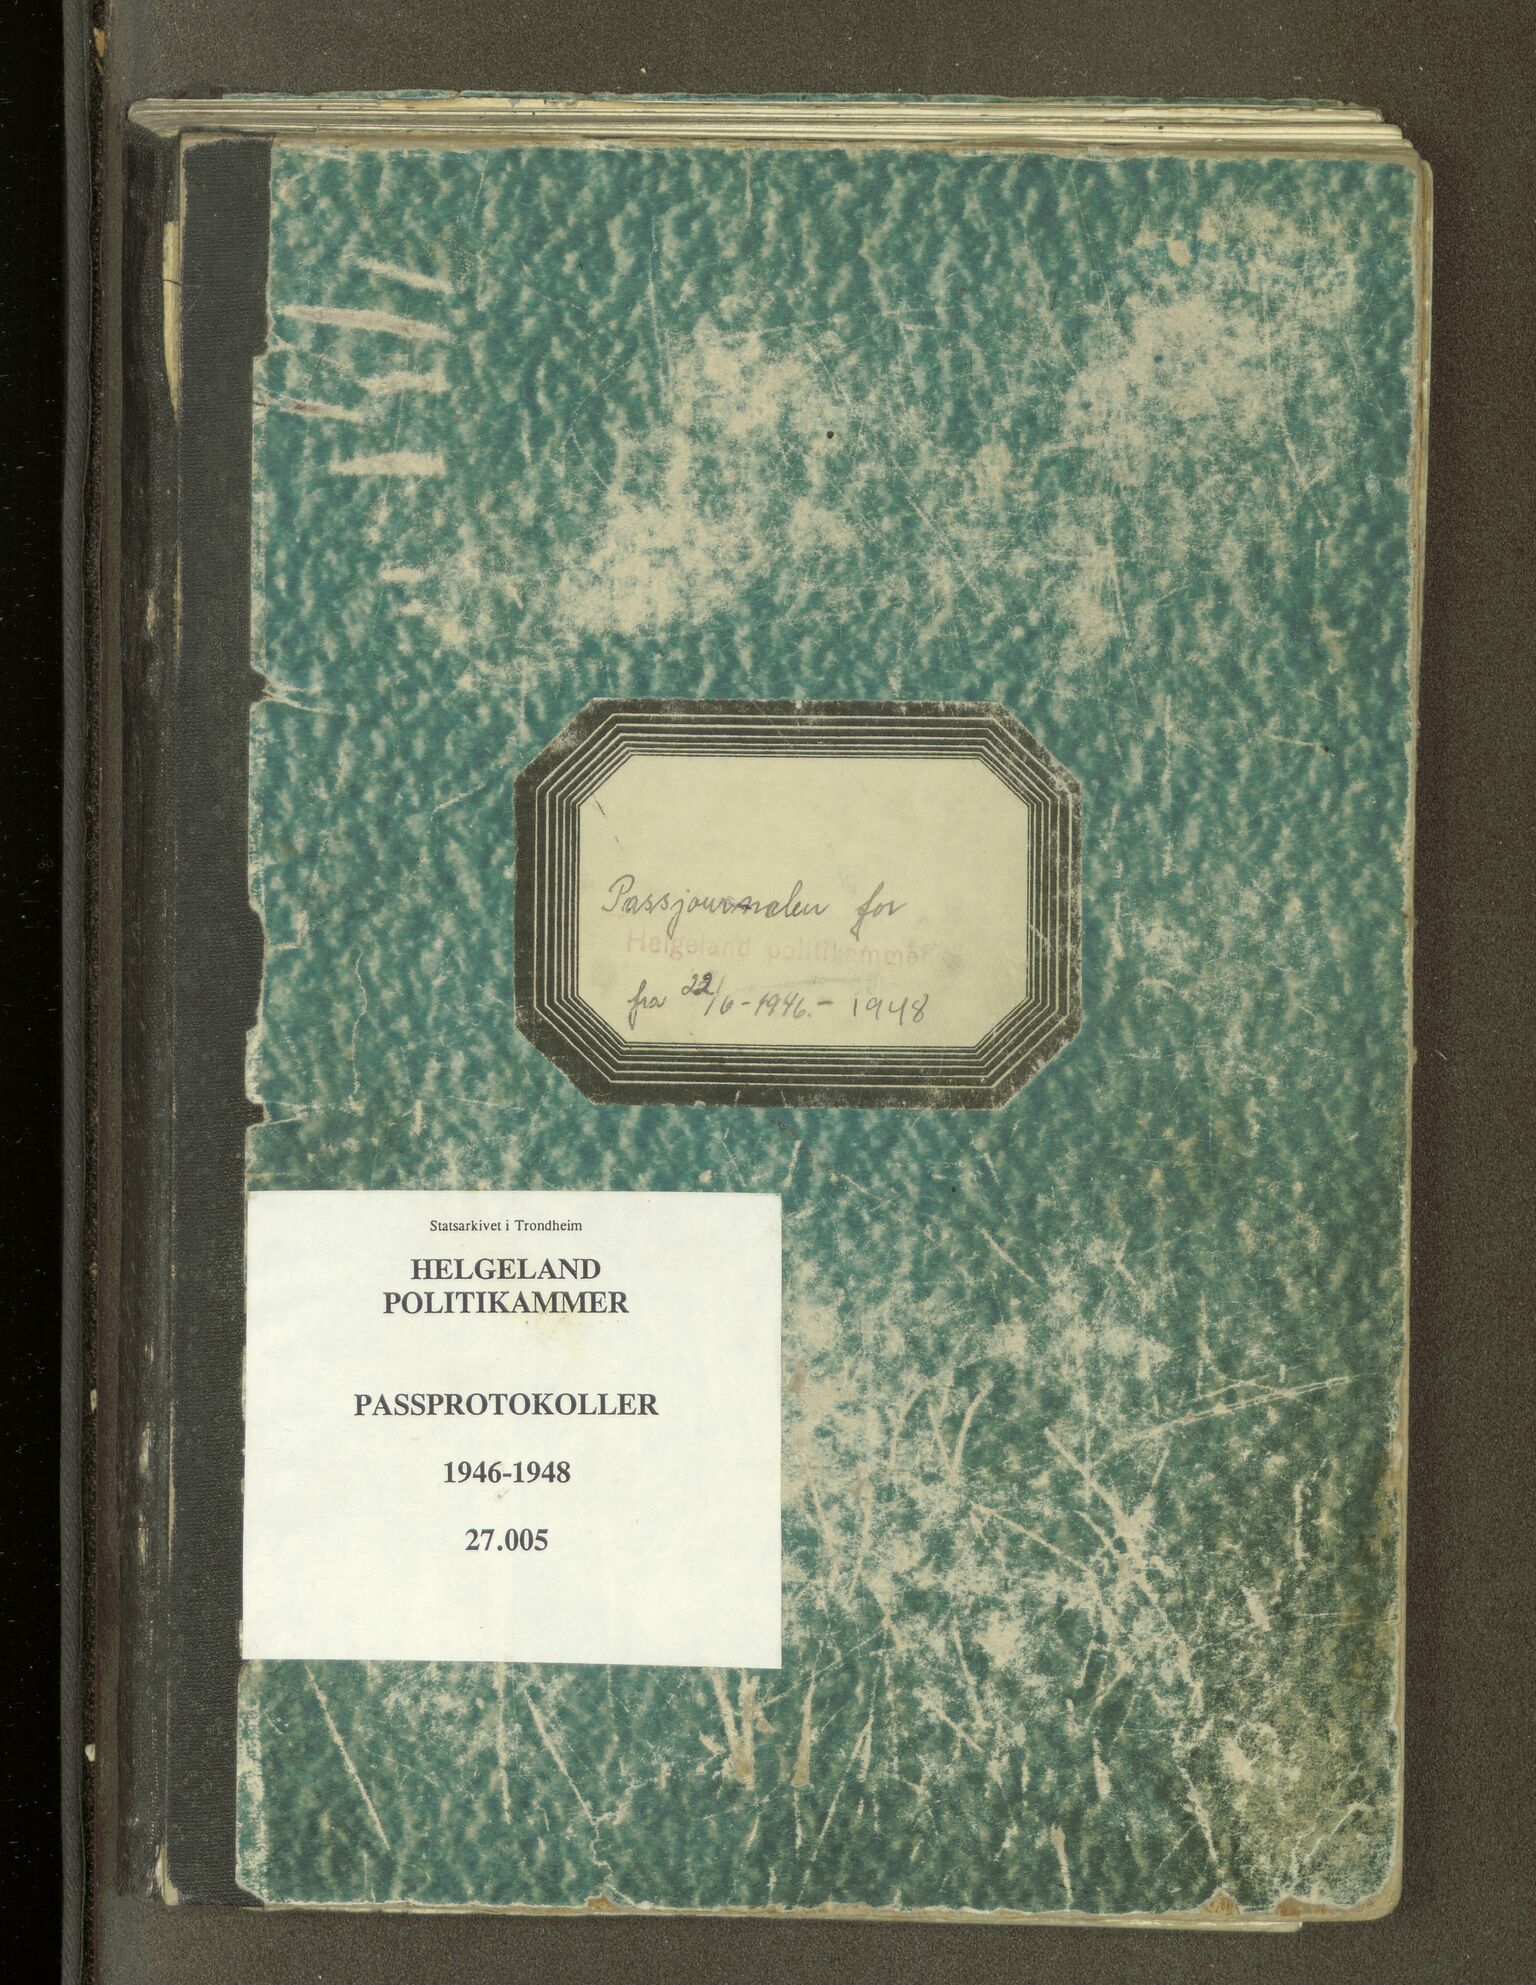 Passjournalen for
Helgeland politikammer
fra 22/6-1946.- 1948
Statsarkivet i Trondheim
HELGELAND
POLITIKAMMER
PASSPROTOKOLLER
1946-1948
27.005